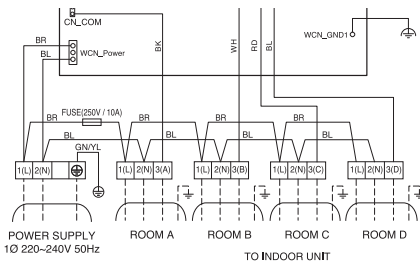 CN_COM
BR
WCN_Power
BL
BK
WH
RD
BL
WCN_GND1
BR
FUSE(250V / 10A)
BR
BR
BL
BL
BL
GN/YL
1(L) 2(N)
1(L) 2(N) 3(A)
1(L) 2(N) 3(B)
1(L) 2(N) 3(C)
1(L) 2(N) 3(D)
POWER SUPPLY
1Ø 220~240V 50Hz
ROOM A
ROOM B
ROOM C
ROOM D
TO INDOOR UNIT